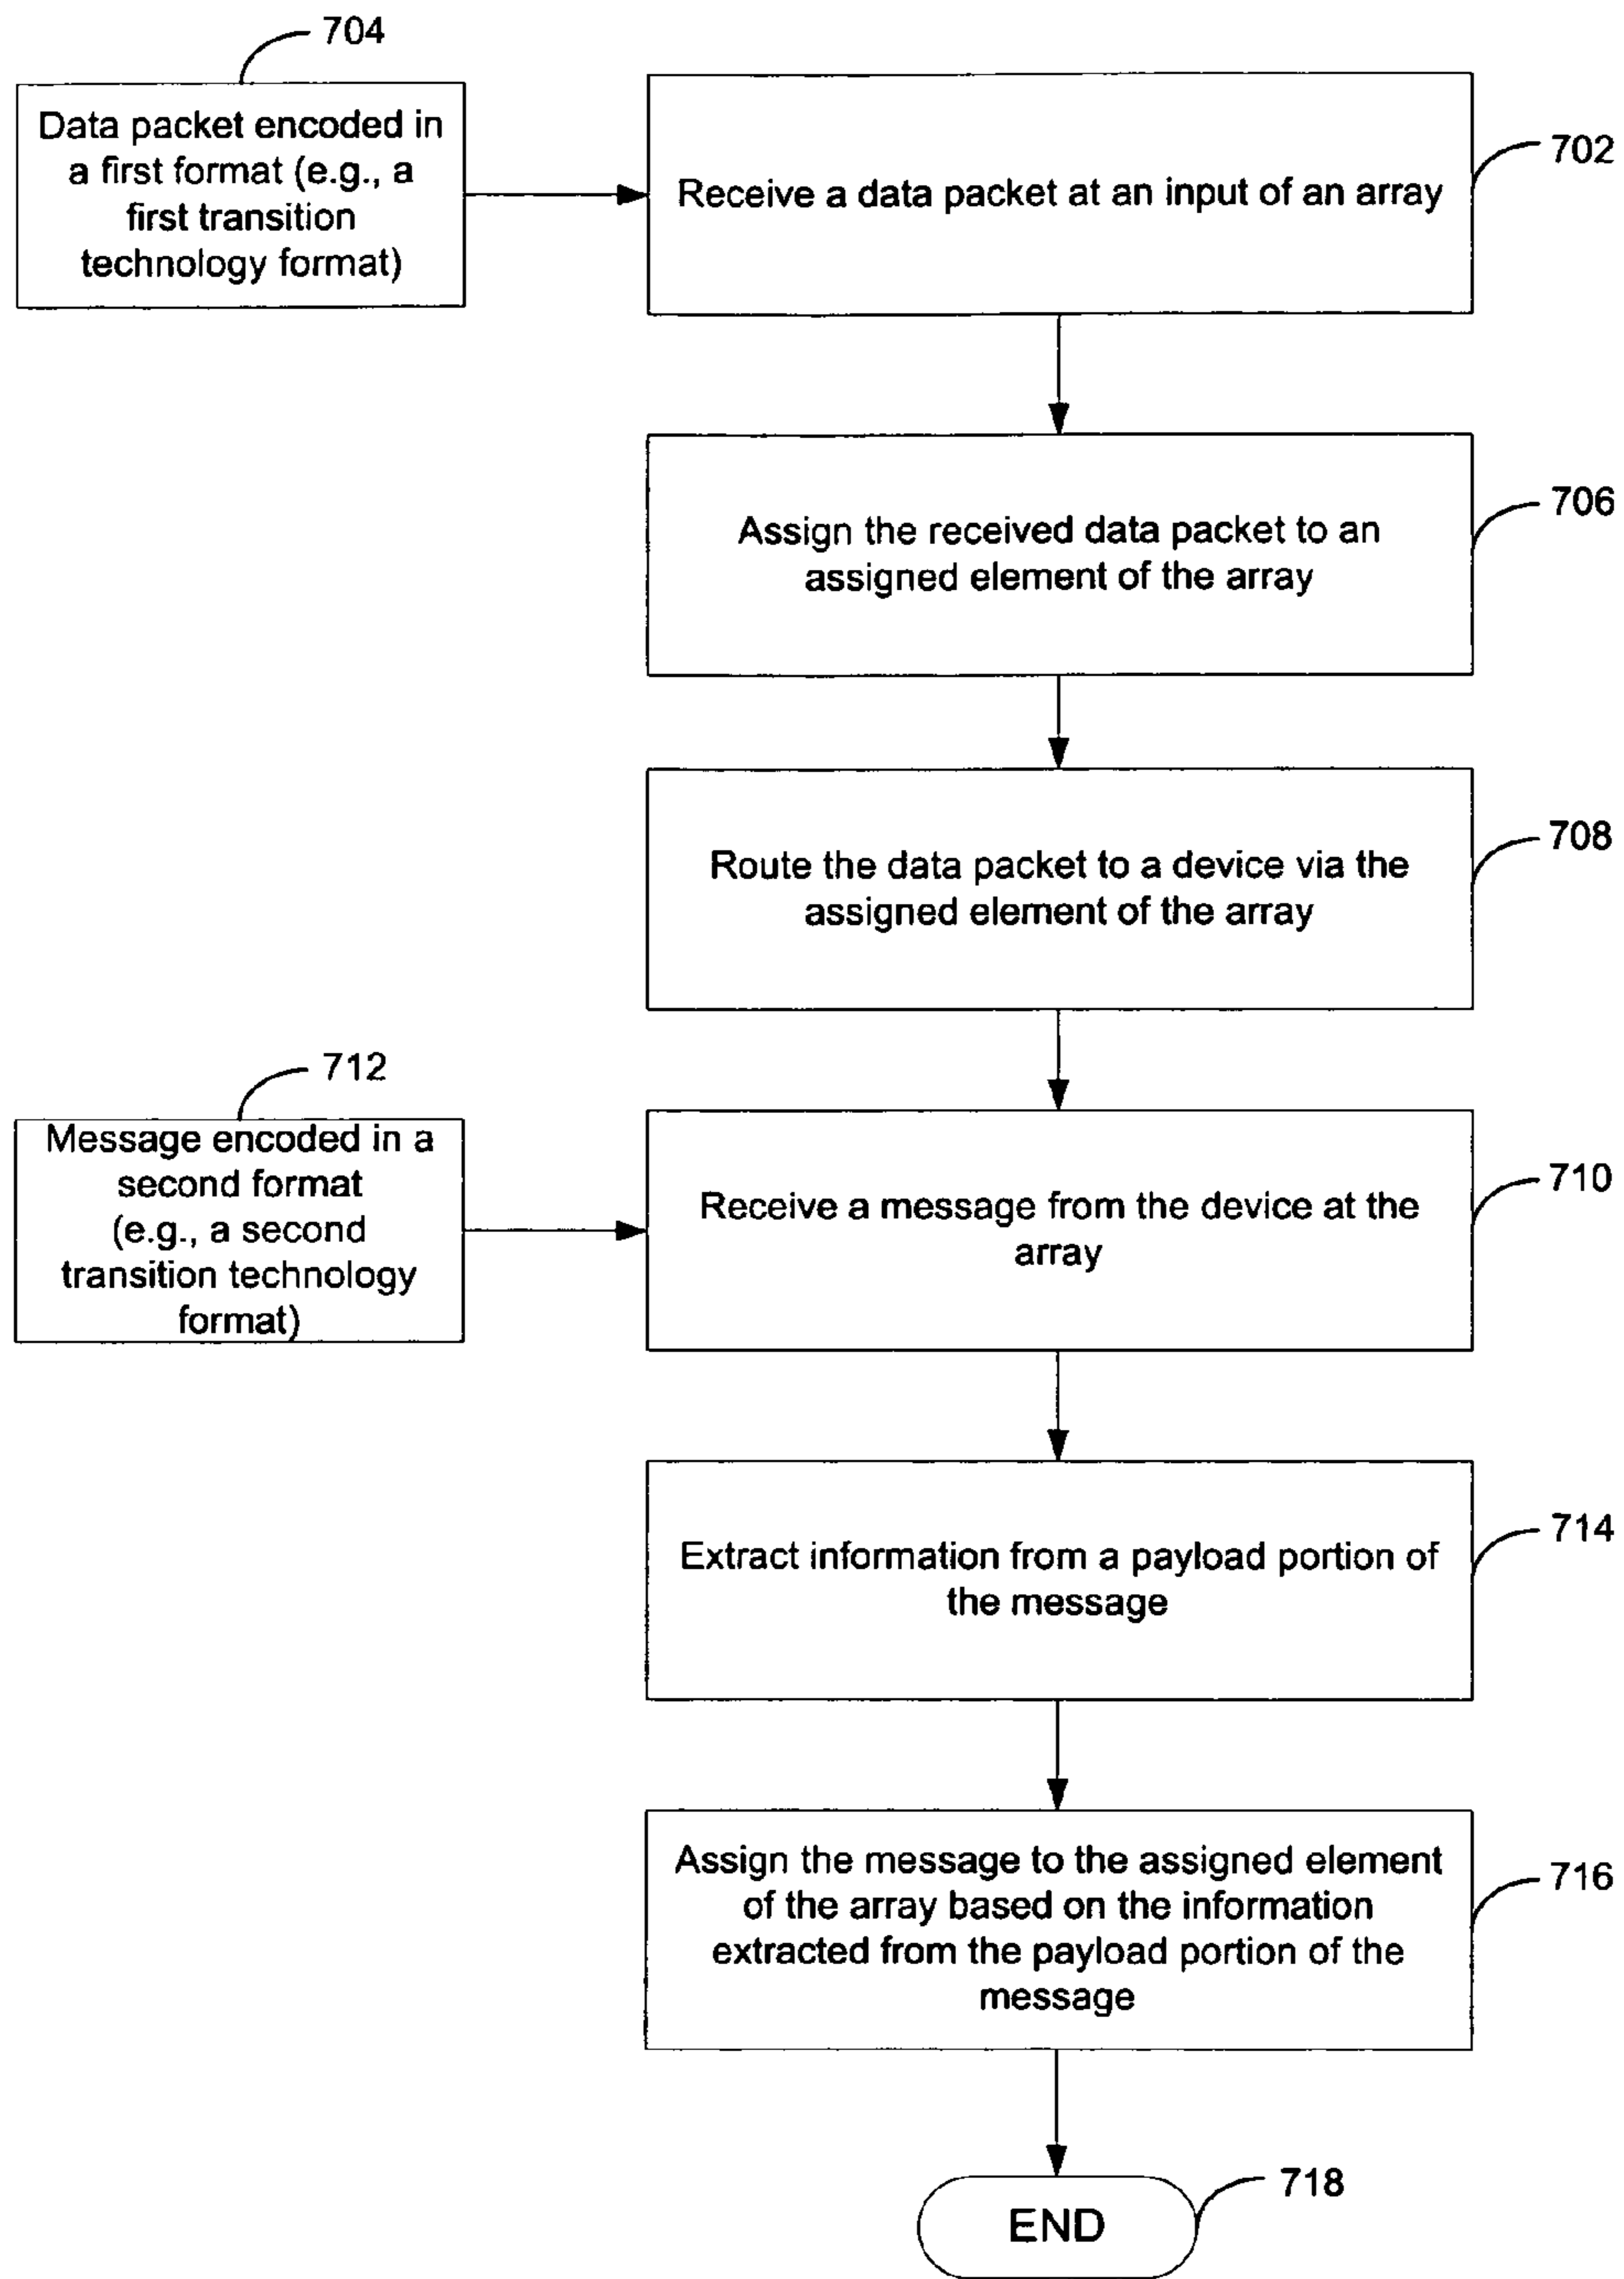 704
Data packet encoded in
a first format (e.g., a
first transition
technology format)
702
Receive a data packet at an input of an array
706
Assign the received data packet to an
assigned element of the array
708
Route the data packet to a device via the
assigned element of the array
712
Message encoded in a
second format
(e.g., a second
transition technology
format)
710
Receive a message from the device at the
array
714
Extract information from a payload portion of
the message
716
Assign the message to the assigned element
of the array based on the information
extracted from the payload portion of the
message
718
END